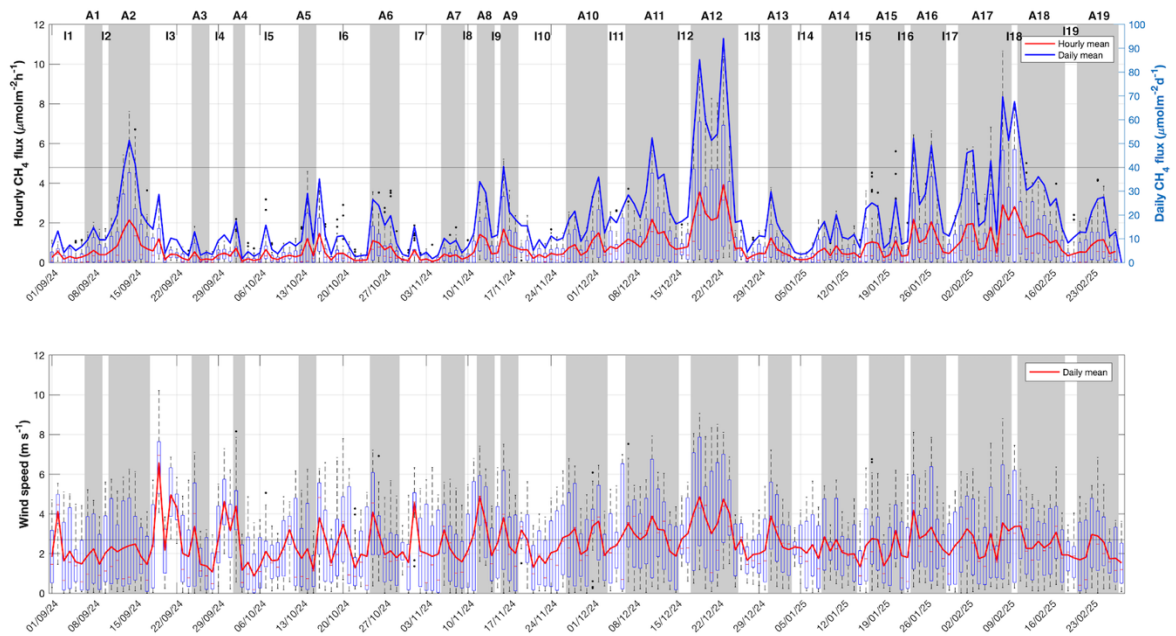 A1 A2 A3 A4 A5 A6 A7 A8 A9 A10 A11 A12 A13 A14 A15 A16 A17 A18 A19
12 100
I1 I2 I3 I4 I5 I6 I7 I8 I9 I10 I11 I12 1I3 I14 I15 I16 I17 I18 I19
Hourly mean
Daily mean
90
10
80
8
70
60
6
50
4
40
30
2
20
10
0 0
Hourly CH4 flux (µmolm−2h−1)
Daily CH4 flux (µmolm−2d−1)
01/09/24 08/09/24 15/09/24 22/09/24 29/09/24 06/10/24 13/10/24 20/10/24 27/10/24 03/11/24 10/11/24 17/11/24 24/11/24 01/12/24 08/12/24 15/12/24 22/12/24 29/12/24 05/01/25 12/01/25 19/01/25 26/01/25 02/02/25 09/02/25 16/02/25 23/02/25
12
Daily mean
10
8
6
4
2
0
Wind speed (m s−1)
01/09/24 08/09/24 15/09/24 22/09/24 29/09/24 06/10/24 13/10/24 20/10/24 27/10/24 03/11/24 10/11/24 17/11/24 24/11/24 01/12/24 08/12/24 15/12/24 22/12/24 29/12/24 05/01/25 12/01/25 19/01/25 26/01/25 02/02/25 09/02/25 16/02/25 23/02/25